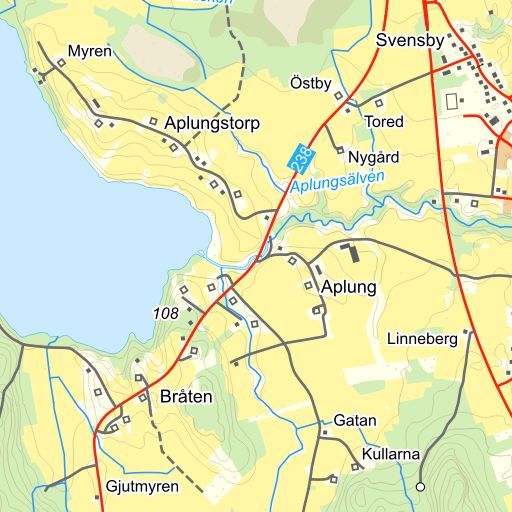 Svensby
Myren
Östby
Aplungstorp
Tored
238
Nygård
Aplungsälven
Aplung
108
Linneberg
Bråten
Gatan
Kullarna
Gjutmyren